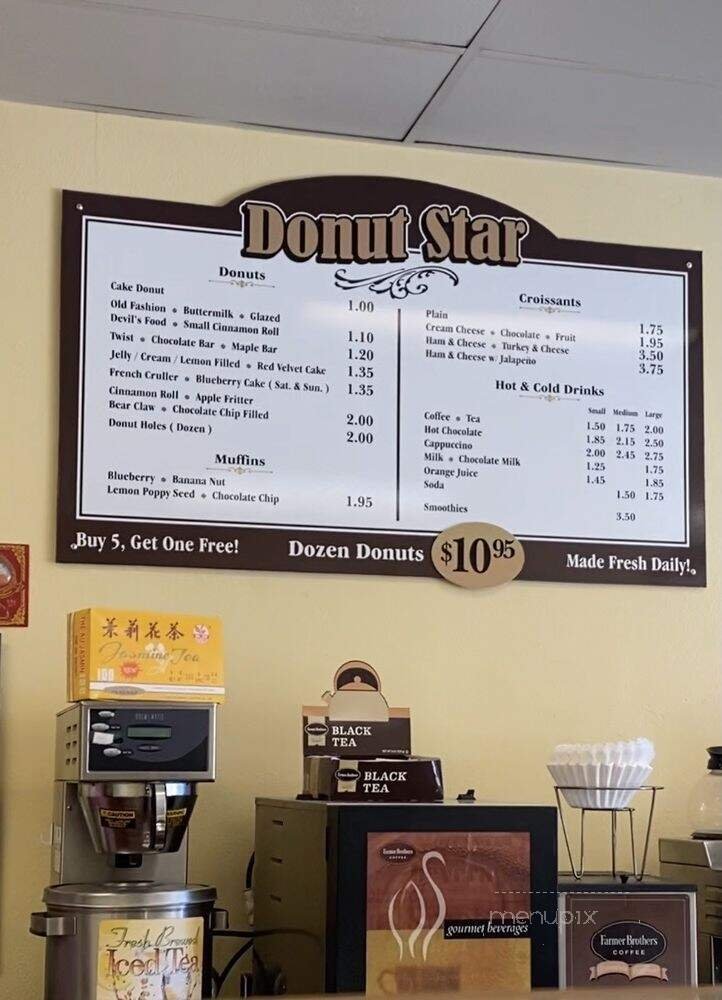 Donut Star
Donuts
Cake Donut 1.00
Old Fashion Buttermilk Glazed
Devil's Food Small Cinnamon Roll 1.10
Twist Chocolate Bar Maple Bar 1.20
Jelly / Cream / Lemon Filled Red Velvet Cake 1.35
French Cruller Blueberry Cake ( Sat. & Sun. ) 1.35
Cinnamon Roll Apple Fritter
Bear Claw Chocolate Chip Filled 2.00
Donut Holes ( Dozen ) 2.00
Muffins
Blueberry Banana Nut
Lemon Poppy Seed Chocolate Chip 1.95
Croissants
Plain 1.75
Cream Cheese Chocolate Fruit 1.95
Ham & Cheese Turkey & Cheese 3.50
Ham & Cheese w/ Jalapeño 3.75
Hot & Cold Drinks
Small Medium Large
Coffee Tea 1.50 1.75 2.00
Hot Chocolate 1.85 2.15 2.50
Cappuccino 2.00 2.45 2.75
Milk Chocolate Milk 1.25 1.75
Orange Juice 1.45 1.85
Soda 1.50 1.75
Smoothies 3.50
Buy 5, Get One Free!
Dozen Donuts $10.95
Made Fresh Daily!
茉莉花茶
Jasmine Tea
100
BLACK
TEA
BLACK
TEA
CAUTION
Fresh Brewed
Iced Tea
Farmer Brothers
COFFEE
gourmet beverages
menupix
Farmer Brothers
COFFEE